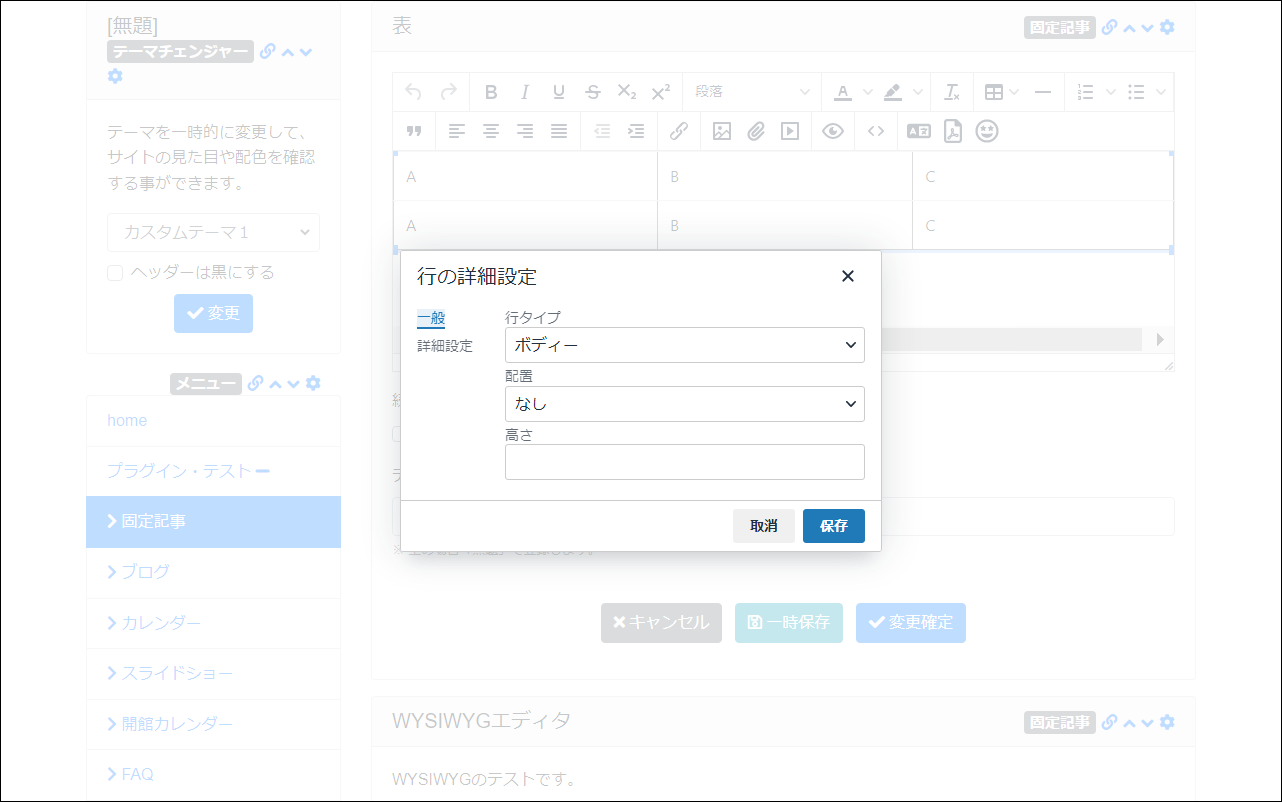 [無題]
テーマチェンジャー
テーマを一時的に変更して、
サイトの見た目や配色を確認
する事ができます。
カスタムテーマ１
ヘッダーは黒にする
変更
メニュー
home
プラグイン・テスト
固定記事
ブログ
カレンダー
スライドショー
開館カレンダー
FAQ
表
固定記事
段落
A B C
A B C
行の詳細設定
一般
詳細設定
行タイプ
ボディー
配置
なし
高さ
取消 保存
キャンセル 一時保存 変更確定
WYSIWYGエディタ
固定記事
WYSIWYGのテストです。